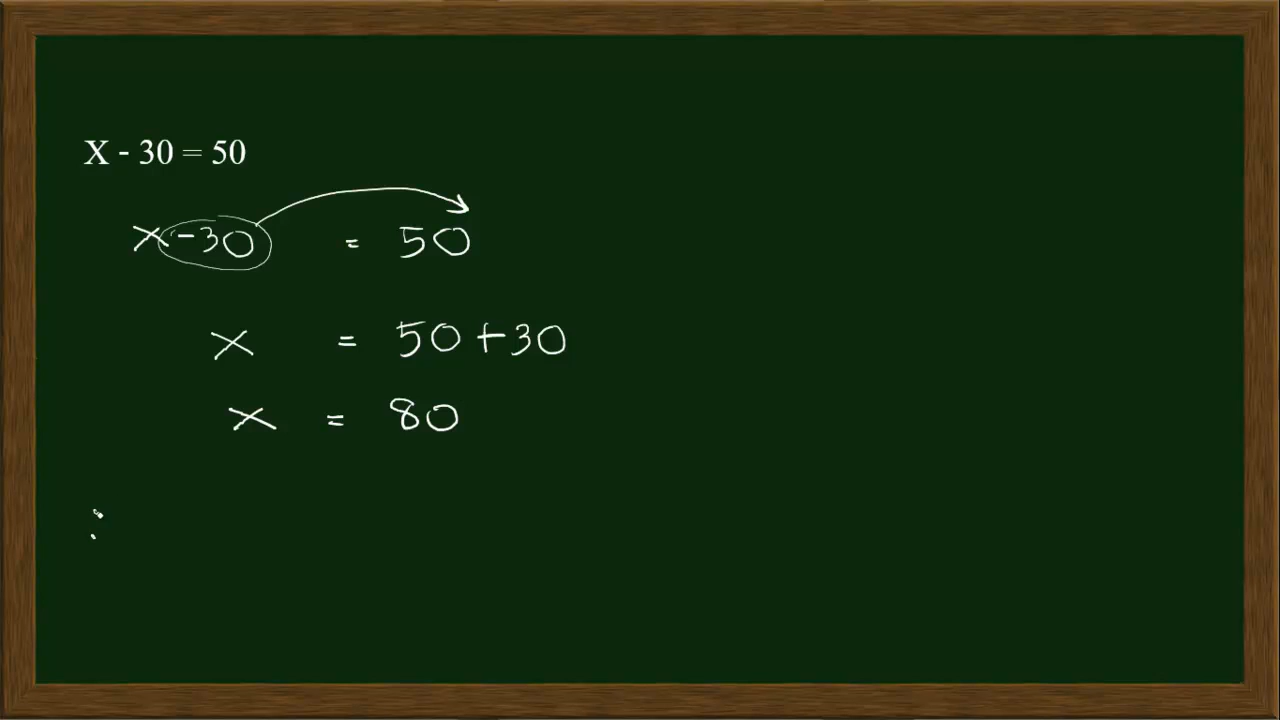 X - 30 = 50
x - 30 = 50
x = 50 + 30
x = 80